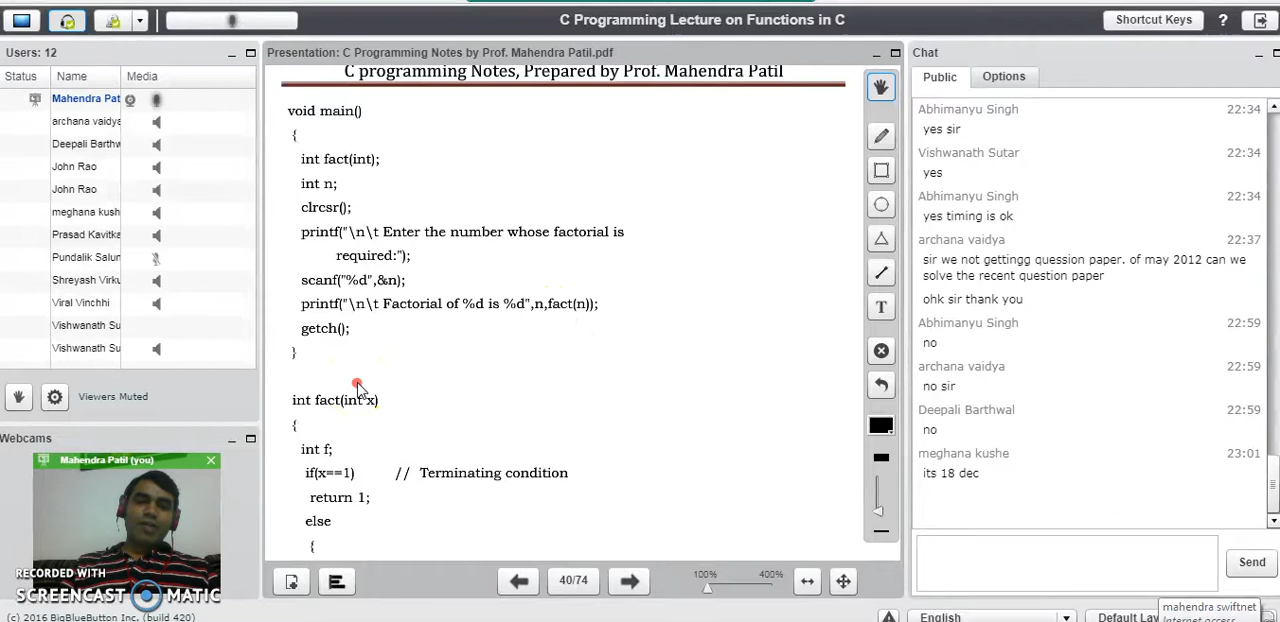 C Programming Lecture on Functions in C
Shortcut Keys
?
Users: 12
Status Name Media
Mahendra Pat
archana vaidya
Deepali Barthw
John Rao
John Rao
meghana kush
Prasad Kavitka
Pundalik Salun
Shreyash Virku
Viral Vinchhi
Vishwanath Su
Vishwanath Su
Viewers Muted
Webcams
Mahendra Patil (you)
RECORDED WITH
SCREENCAST MATIC
(c) 2016 BigBlueButton Inc. (build 420)
Presentation: C Programming Notes by Prof. Mahendra Patil.pdf
C programming Notes, Prepared by Prof. Mahendra Patil
void main()
{
int fact(int);
int n;
clrcsr();
printf("\n\t Enter the number whose factorial is
required:");
scanf("%d",&n);
printf("\n\t Factorial of %d is %d",n,fact(n));
getch();
}
int fact(int x)
{
int f;
if(x==1) // Terminating condition
return 1;
else
{
T
40/74
100% 400%
Chat
Public Options
Abhimanyu Singh 22:34
yes sir
Vishwanath Sutar 22:34
yes
Abhimanyu Singh 22:34
yes timing is ok
archana vaidya 22:37
sir we not gettingg quession paper. of may 2012 can we
solve the recent question paper
ohk sir thank you
Abhimanyu Singh 22:59
no
archana vaidya 22:59
no sir
Deepali Barthwal 22:59
no
meghana kushe 23:01
its 18 dec
Send
English
Default Lay
mahendra swiftnet
Internet access